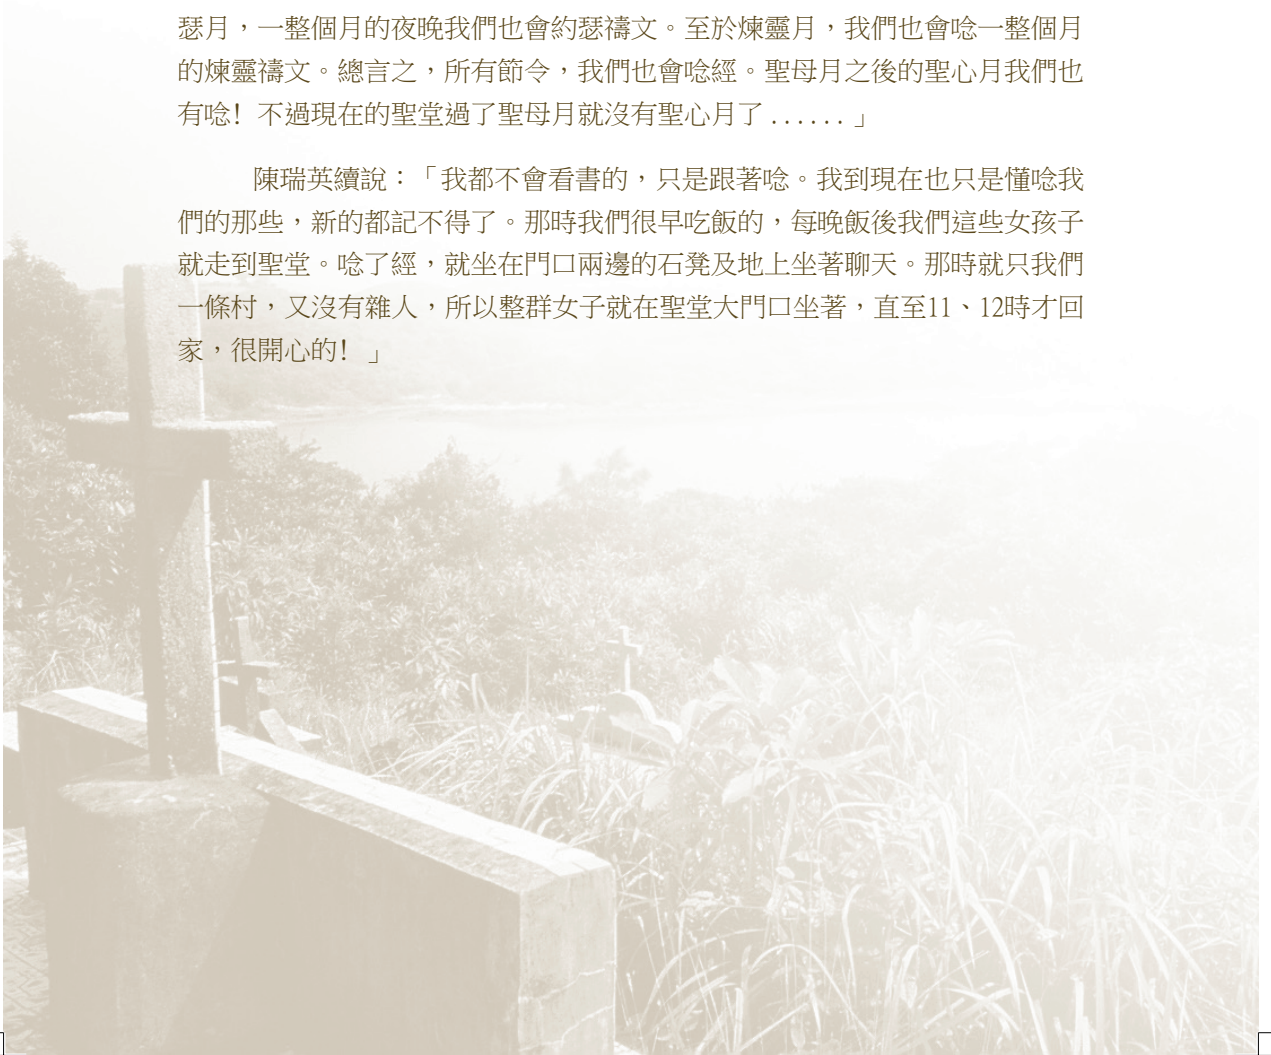 瑟月，一整個月的夜晚我們也會約瑟禱文。至於煉靈月，我們也會唸一整個月
的煉靈禱文。總言之，所有節令，我們也會唸經。聖母月之後的聖心月我們也
有唸！不過現在的聖堂過了聖母月就沒有聖心月了......」
陳瑞英續說：「我都不會看書的，只是跟著唸。我到現在也只是懂唸我
們的那些，新的都記不得了。那時我們很早吃飯的，每晚飯後我們這些女孩子
就走到聖堂。唸了經，就坐在門口兩邊的石凳及地上坐著聊天。那時就只我們
一條村，又沒有雜人，所以整群女子就在聖堂大門口坐著，直至11、12時才回
家，很開心的！」